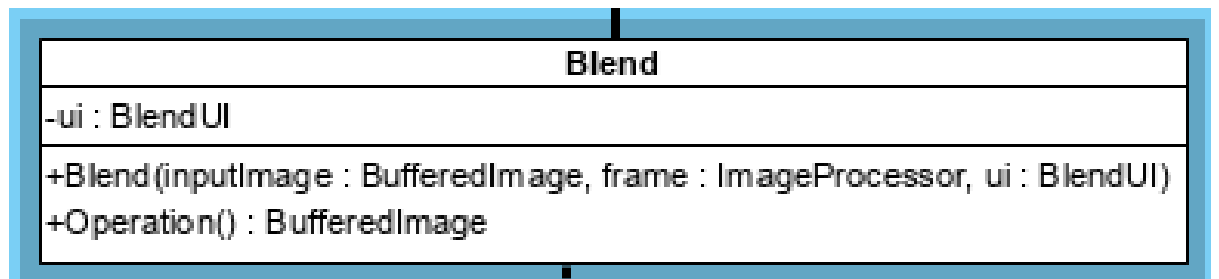 Blend
-ui : BlendUI
+Blend(inputImage : BufferedImage, frame : ImageProcessor, ui : BlendUI)
+Operation() : BufferedImage